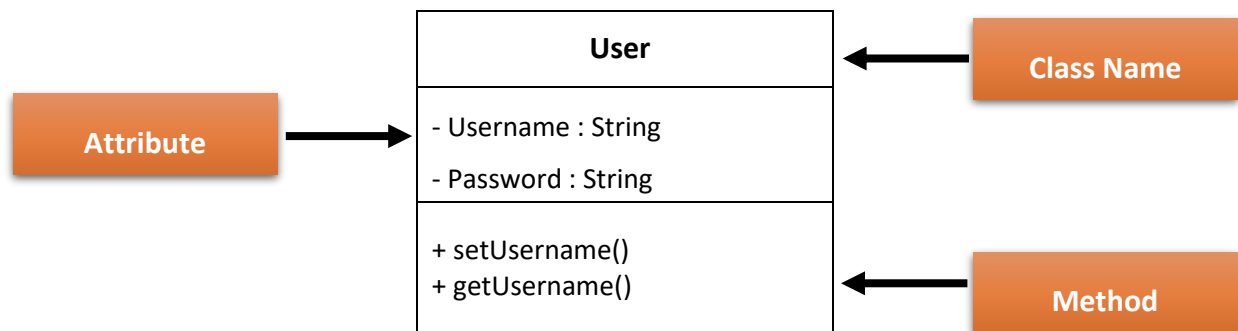 User
Class Name
Attribute
- Username : String
- Password : String
+ setUsername()
+ getUsername()
Method